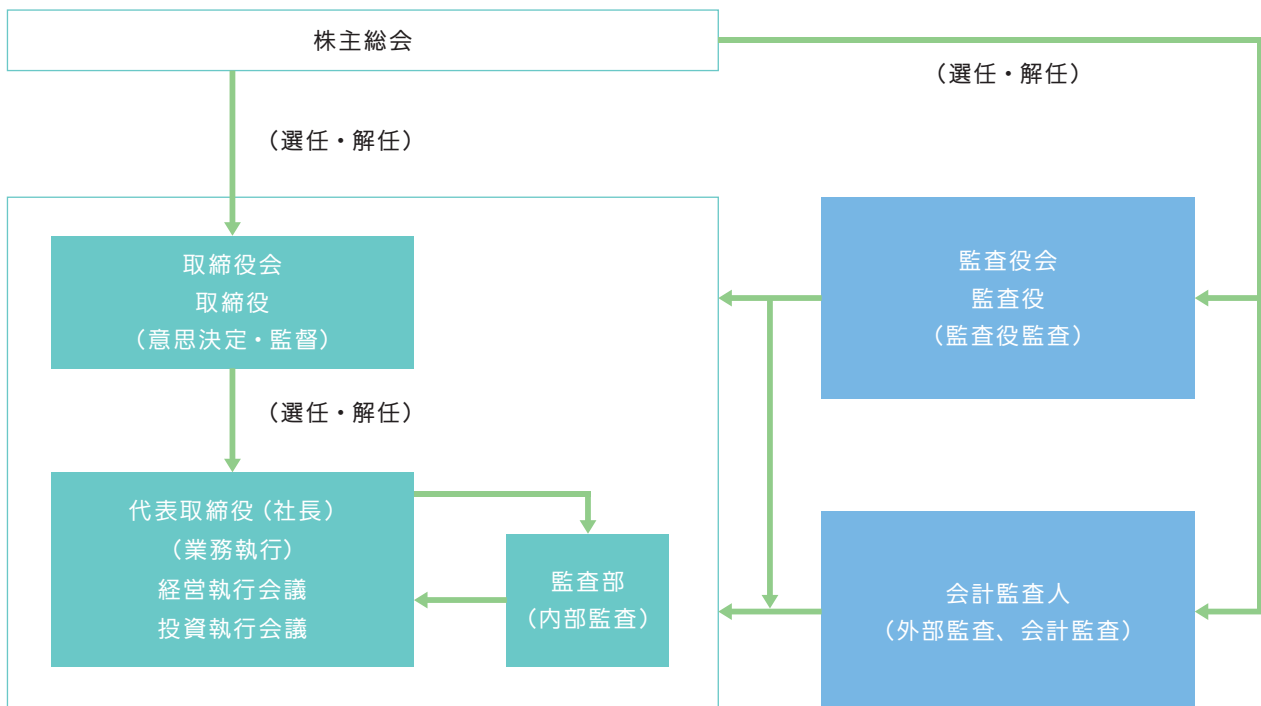 株主総会
（選任・解任）
（選任・解任）
取締役会
取締役
（意思決定・監督）
監査役会
監査役
（監査役監査）
（選任・解任）
代表取締役（社長）
（業務執行）
経営執行会議
投資執行会議
監査部
（内部監査）
会計監査人
（外部監査、会計監査）